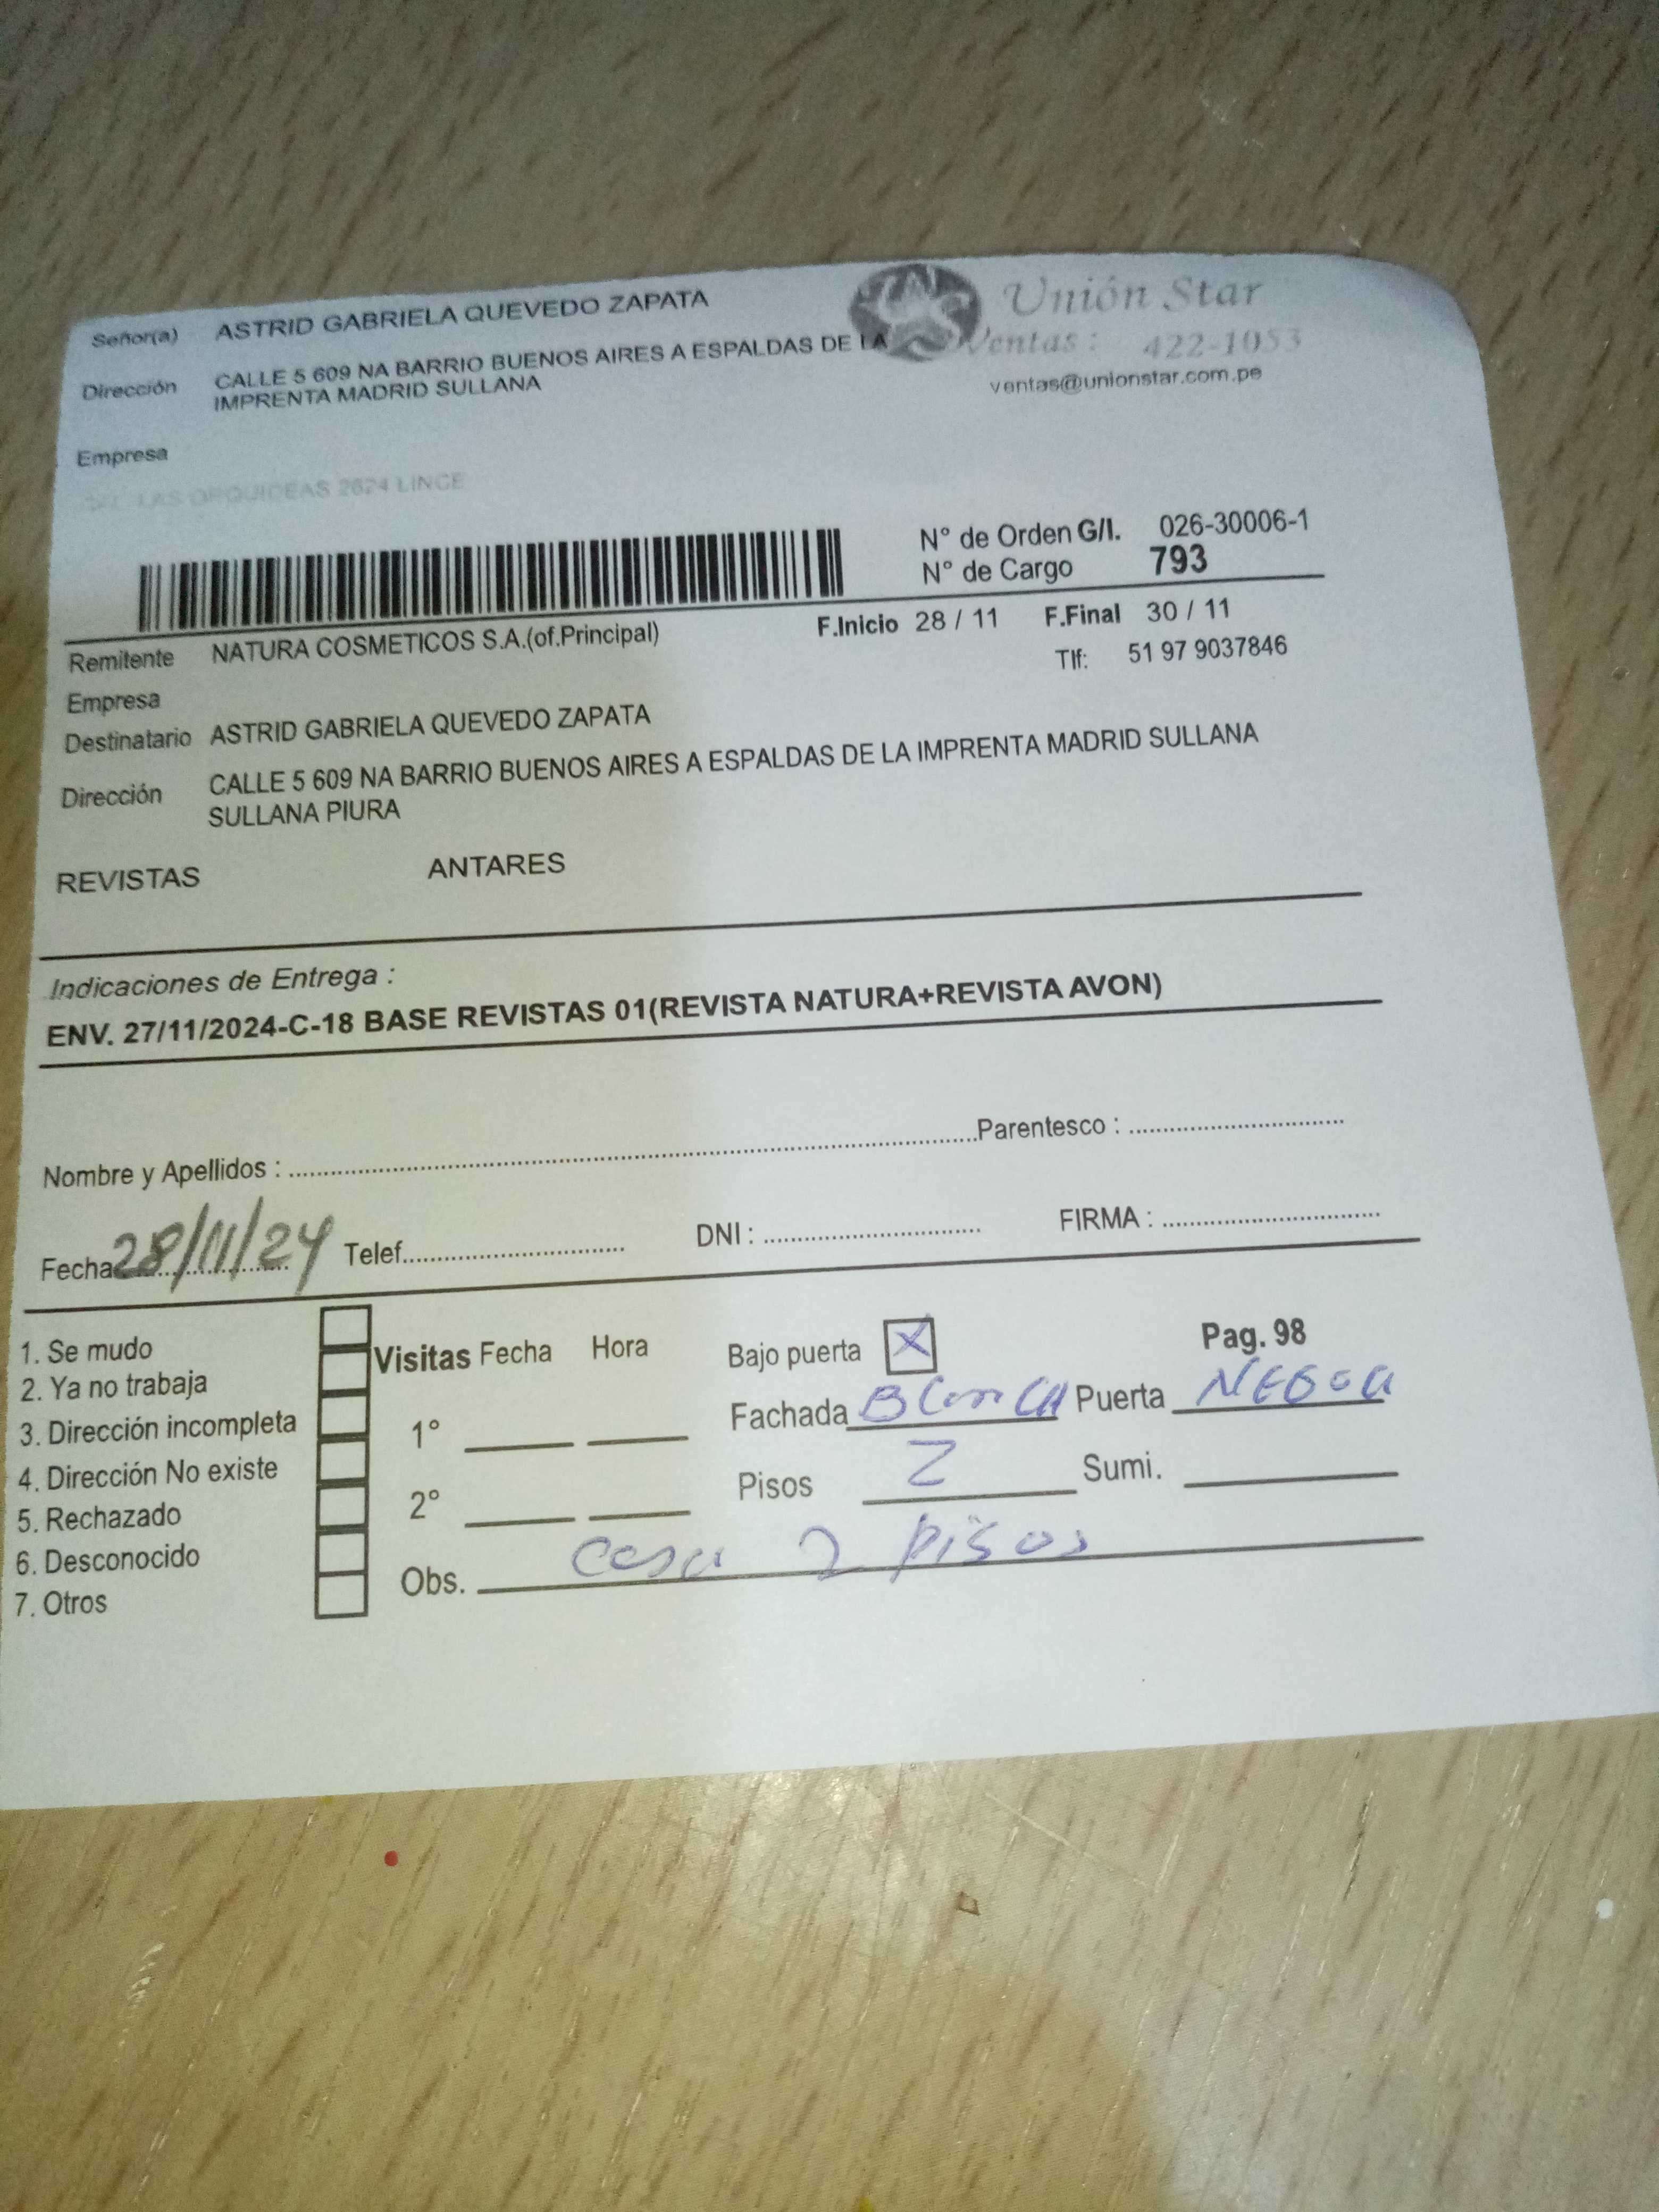 Señor(a) ASTRID GABRIELA QUEVEDO ZAPATA
Unión Star
Ventas : 422-1053
ventas@unionstar.com.pe
Dirección CALLE 5 609 NA BARRIO BUENOS AIRES A ESPALDAS DE LA
IMPRENTA MADRID SULLANA
Empresa
LAS ORQUIDEAS 2624 LINCE
N° de Orden G/I. 026-30006-1
N° de Cargo 793
F.Inicio 28 / 11 F.Final 30 / 11
Remitente NATURA COSMETICOS S.A.(of.Principal)
Tlf: 51 97 9037846
Empresa
Destinatario ASTRID GABRIELA QUEVEDO ZAPATA
Dirección CALLE 5 609 NA BARRIO BUENOS AIRES A ESPALDAS DE LA IMPRENTA MADRID SULLANA
SULLANA PIURA
REVISTAS ANTARES
Indicaciones de Entrega :
ENV. 27/11/2024-C-18 BASE REVISTAS 01(REVISTA NATURA+REVISTA AVON)
Nombre y Apellidos : Parentesco :
Fecha 28/11/24 Telef. DNI : FIRMA :
1. Se mudo
2. Ya no trabaja
3. Dirección incompleta
4. Dirección No existe
5. Rechazado
6. Desconocido
7. Otros
Visitas Fecha Hora
1°
2°
Bajo puerta X Pag. 98
Fachada Blanca Puerta NEGRA
Pisos 2 Sumi.
Obs. casa 2 pisos